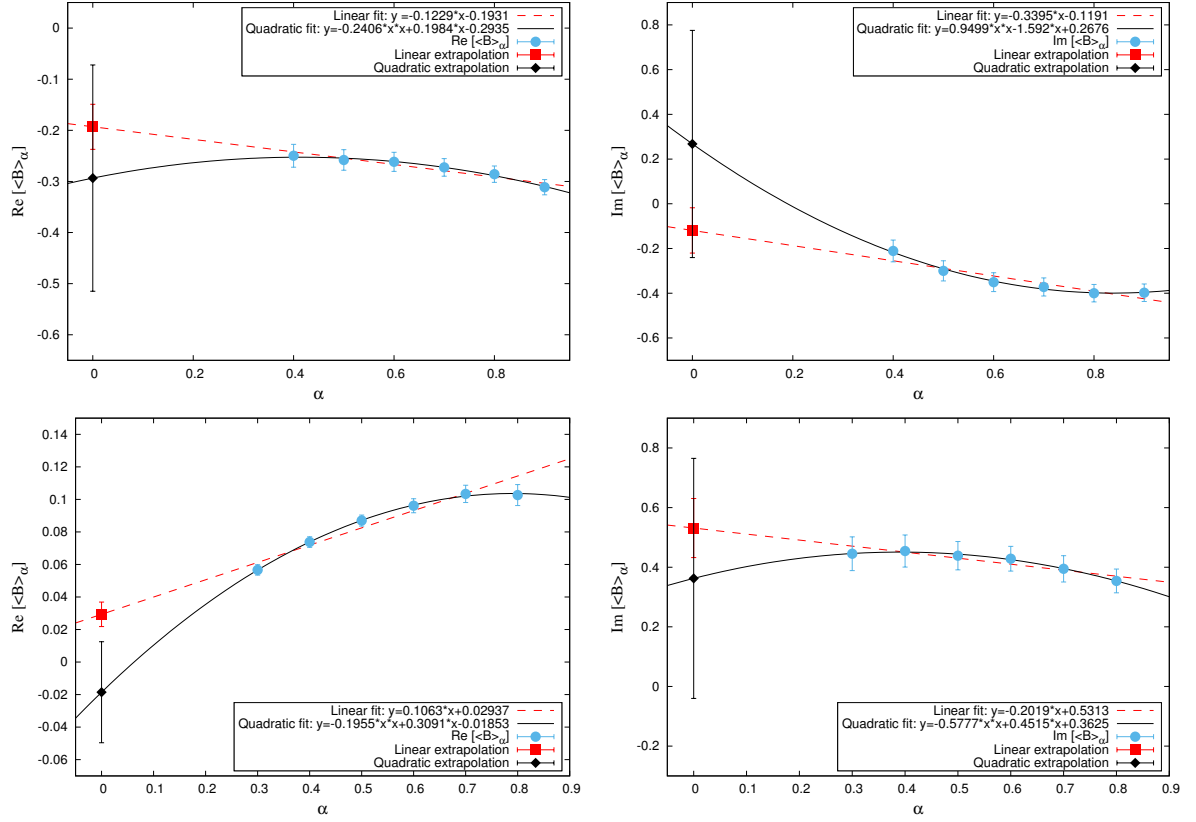 Linear fit: y =-0.1229*x-0.1931
Quadratic fit: y=-0.2406*x*x+0.1984*x-0.2935
Re [<B>α]
Linear extrapolation
Quadratic extrapolation
0
-0.1
-0.2
-0.3
-0.4
-0.5
-0.6
Re [<B>α]
0 0.2 0.4 0.6 0.8
α
Linear fit: y=-0.3395*x-0.1191
Quadratic fit: y=0.9499*x*x-1.592*x+0.2676
Im [<B>α]
Linear extrapolation
Quadratic extrapolation
0.8
0.6
0.4
0.2
0
-0.2
-0.4
-0.6
Im [<B>α]
0 0.2 0.4 0.6 0.8
α
0.14
0.12
0.1
0.08
0.06
0.04
0.02
0
-0.02
-0.04
-0.06
Re [<B>α]
Linear fit: y=0.1063*x+0.02937
Quadratic fit: y=-0.1955*x*x+0.3091*x-0.01853
Re [<B>α]
Linear extrapolation
Quadratic extrapolation
0 0.1 0.2 0.3 0.4 0.5 0.6 0.7 0.8 0.9
α
0.8
0.6
0.4
0.2
0
-0.2
Im [<B>α]
Linear fit: y=-0.2019*x+0.5313
Quadratic fit: y=-0.5777*x*x+0.4515*x+0.3625
Im [<B>α]
Linear extrapolation
Quadratic extrapolation
0 0.1 0.2 0.3 0.4 0.5 0.6 0.7 0.8 0.9
α